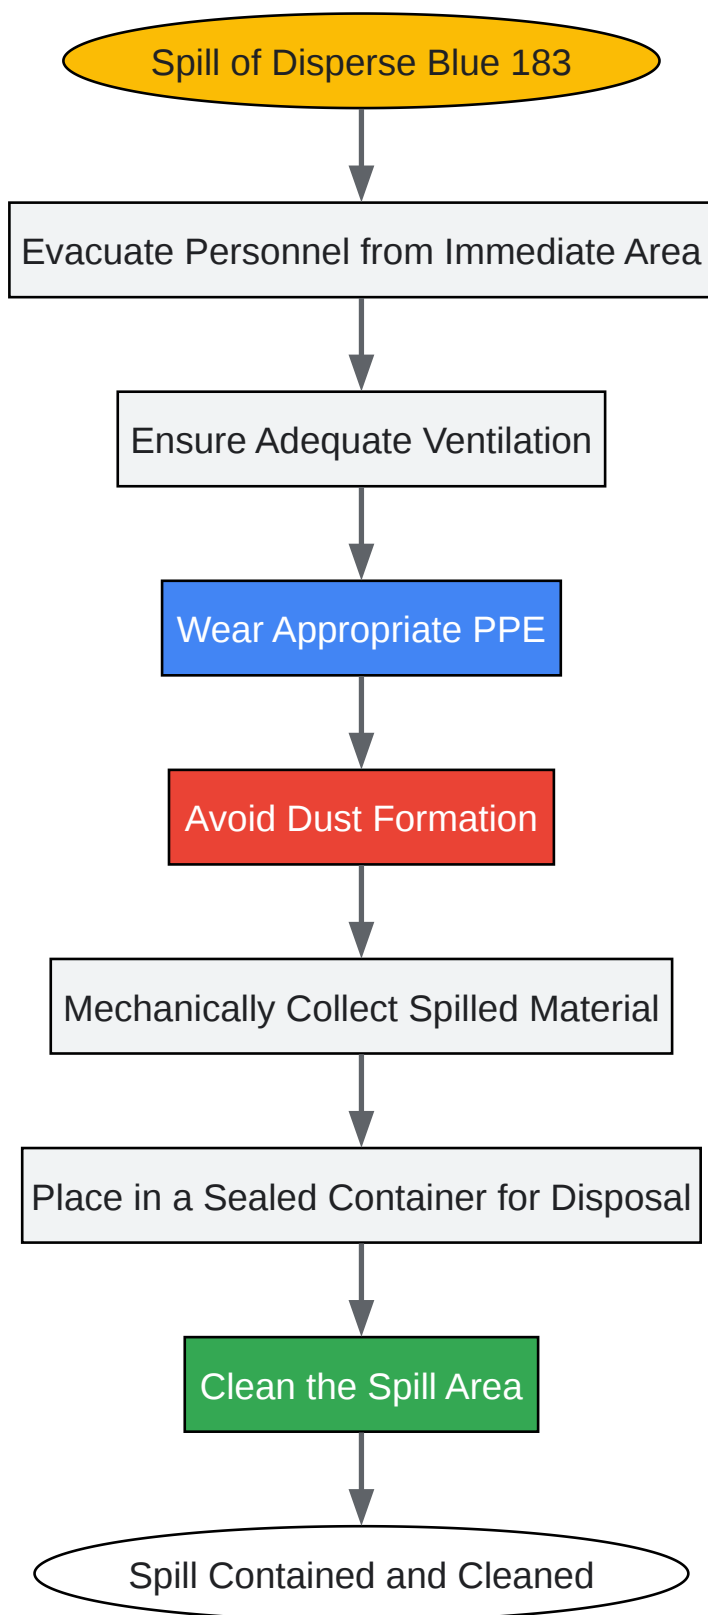 Spill of Disperse Blue 183
Evacuate Personnel from Immediate Area
Ensure Adequate Ventilation
Wear Appropriate PPE
Avoid Dust Formation
Mechanically Collect Spilled Material
Place in a Sealed Container for Disposal
Clean the Spill Area
Spill Contained and Cleaned